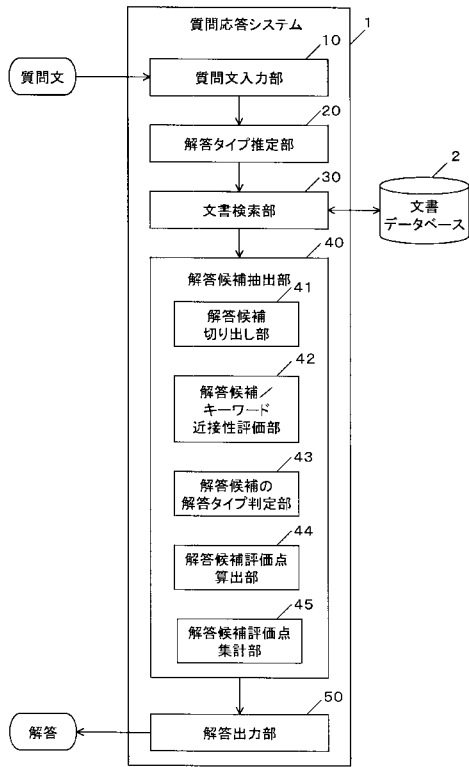 質問応答システム
1
質問文
10
質問文入力部
20
解答タイプ推定部
30
文書検索部
2
文書
データベース
40
解答候補抽出部
41
解答候補
切り出し部
42
解答候補/
キーワード
近接性評価部
43
解答候補の
解答タイプ判定部
44
解答候補評価点
算出部
45
解答候補評価点
集計部
50
解答
解答出力部